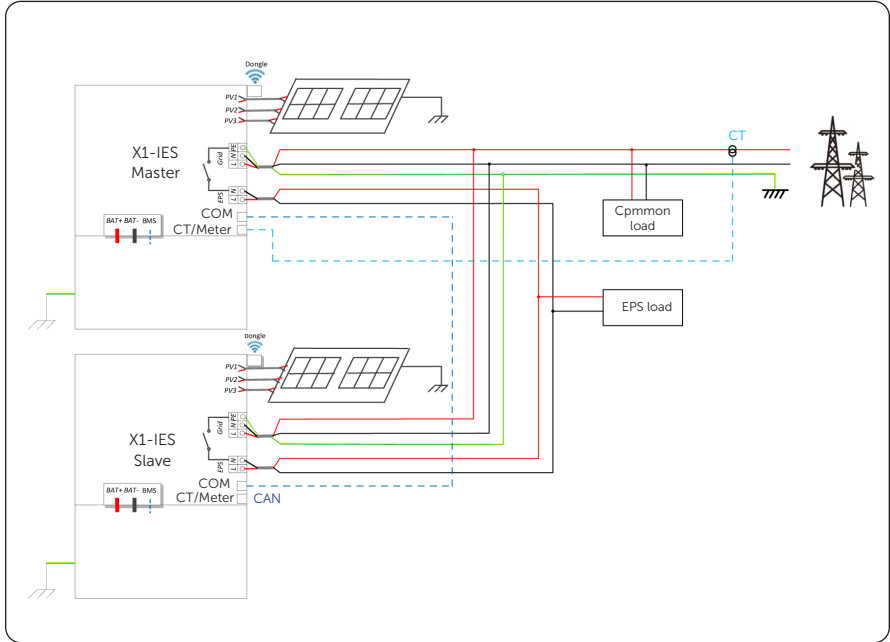 Dongle
PV1
PV2
PV3
X1-IES
Master
Grid
L N PE
EPS
L N
COM
CT/Meter
BAT+ BAT- BMS
CT
Cpmmon
load
EPS load
Dongle
PV1
PV2
PV3
X1-IES
Slave
Grid
L N PE
EPS
L N
COM
CT/Meter
CAN
BAT+ BAT- BMS